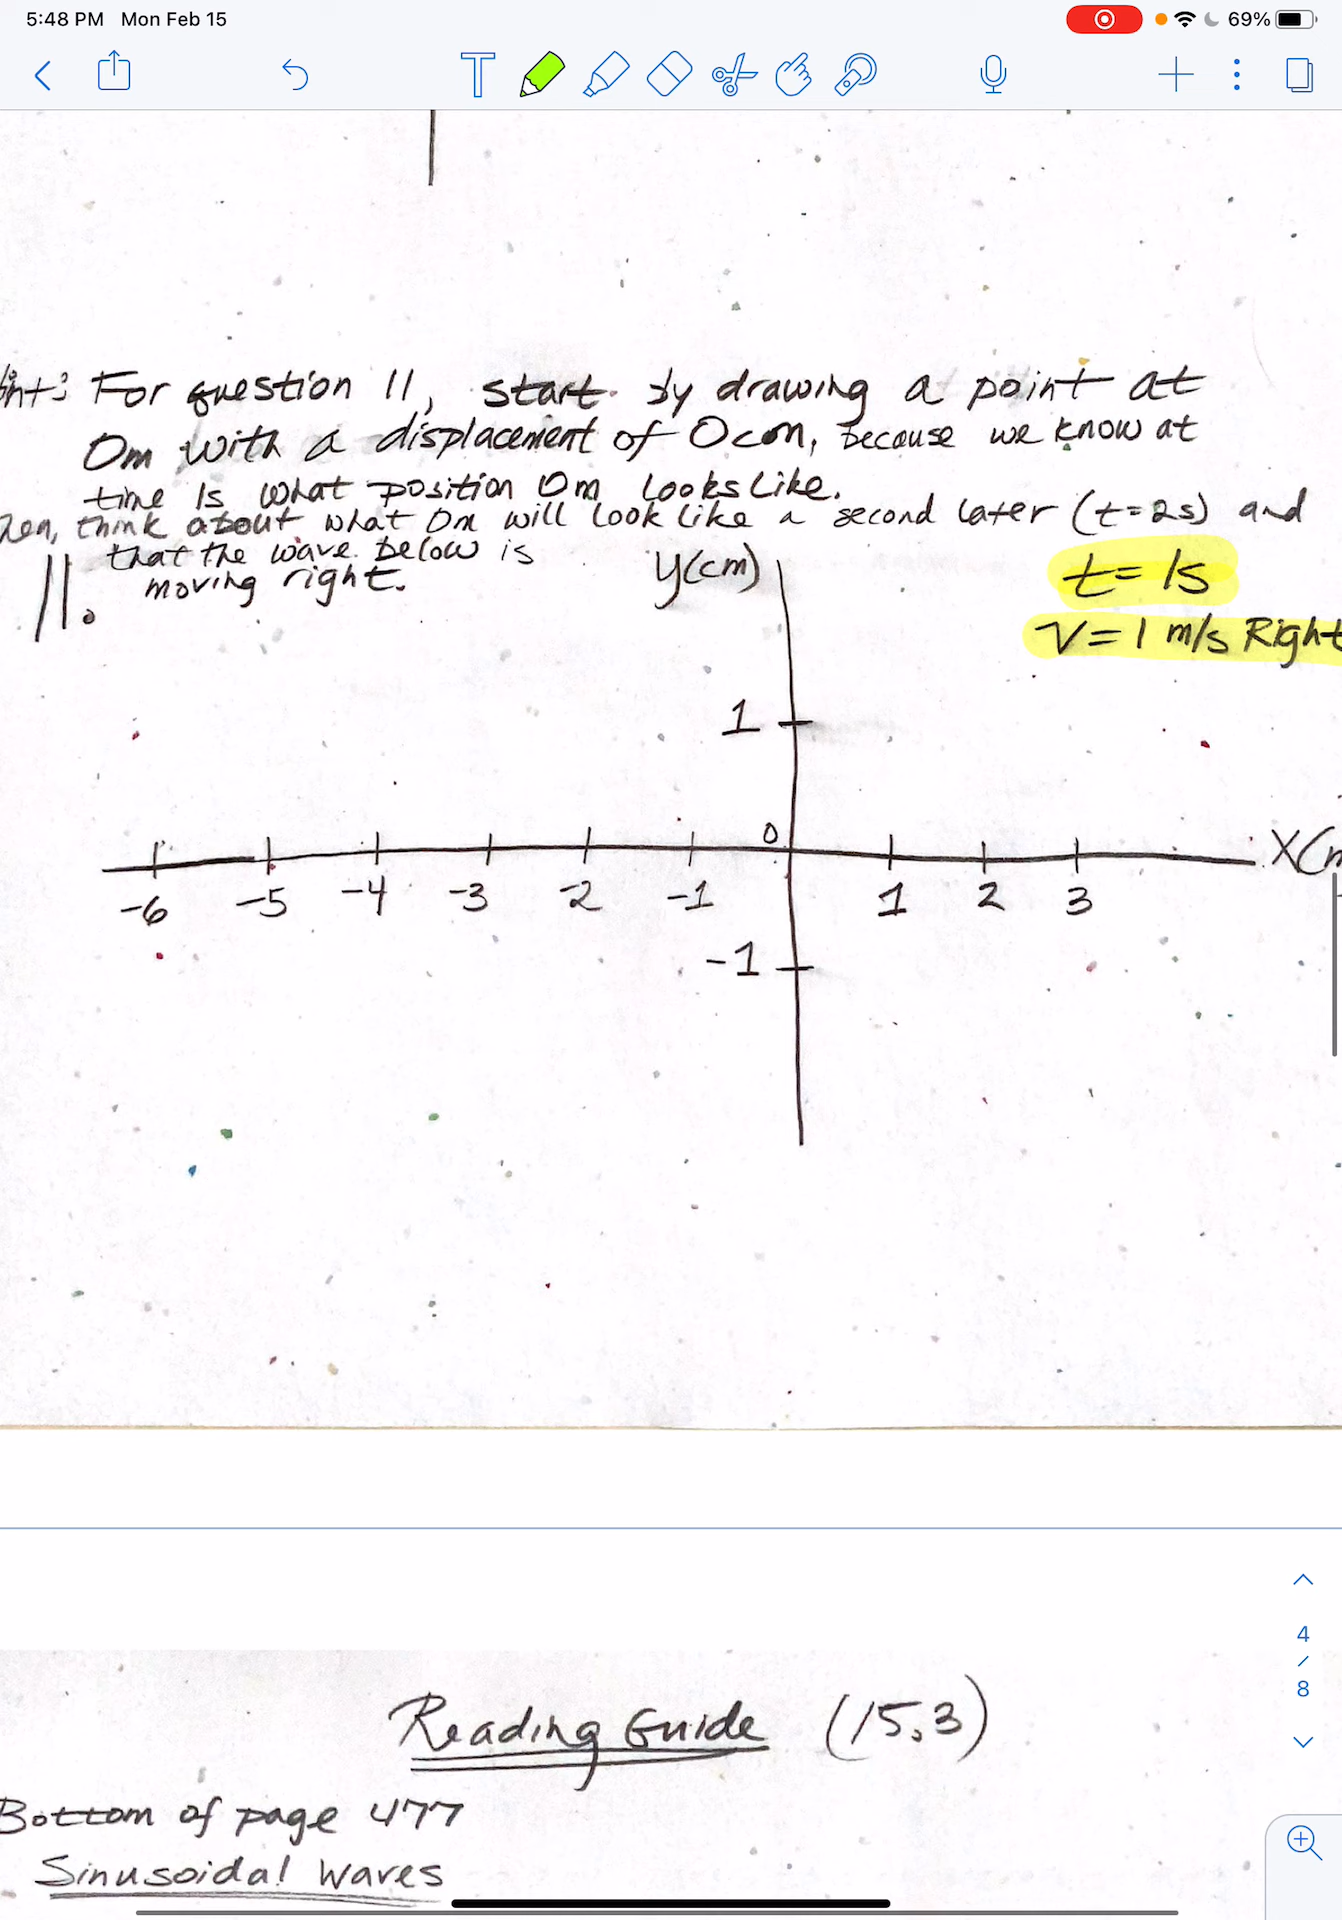 5:48 PM Mon Feb 15
69%
T
For question 11, start by drawing a point at
0m with a displacement of 0cm, because we know at
time 1s what position 0m looks like.
think about what 0m will look like a second later (t=2s) and
that the wave below is
moving right.
11.
y(cm)
t=1s
v=1 m/s Right
1
0
X(m
-6 -5 -4 -3 -2 -1 1 2 3
-1
4
/
8
Reading Guide (15.3)
Bottom of page 477
Sinusoidal Waves